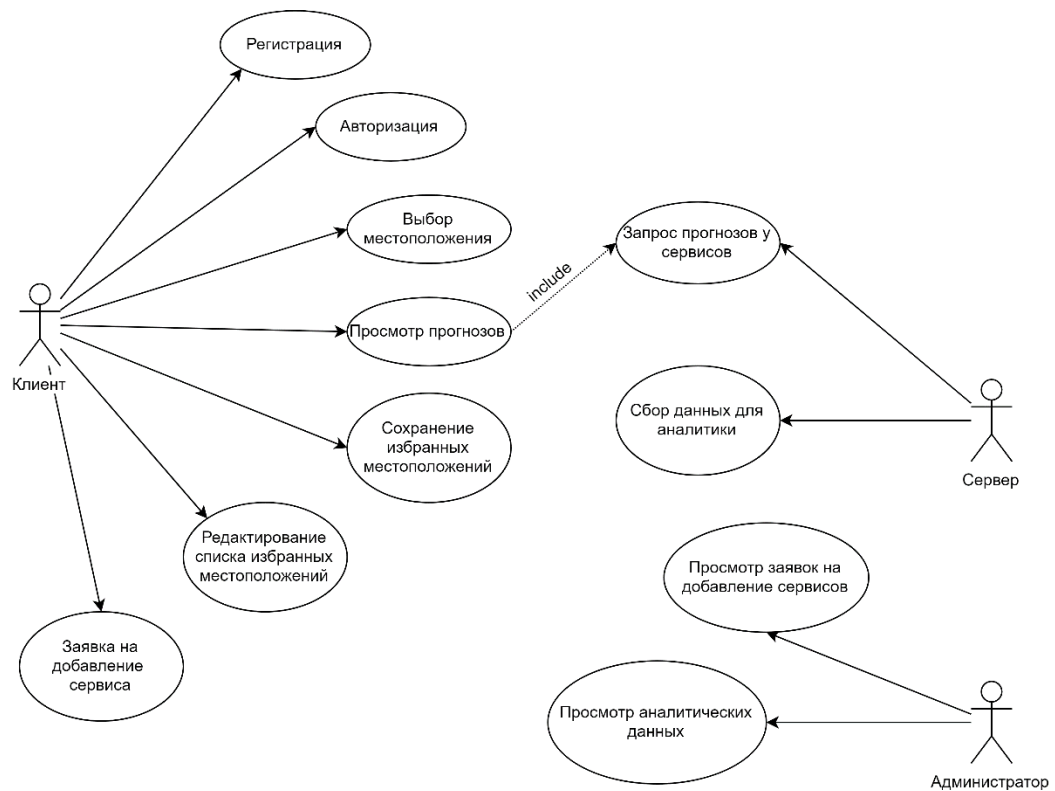 Регистрация
Авторизация
Выбор
местоположения
Запрос прогнозов у
сервисов
include
Просмотр прогнозов
Клиент
Сбор данных для
аналитики
Сохранение
избранных
местоположений
Сервер
Редактирование
списка избранных
местоположений
Просмотр заявок на
добавление сервисов
Заявка на
добавление
сервиса
Просмотр аналитических
данных
Администратор